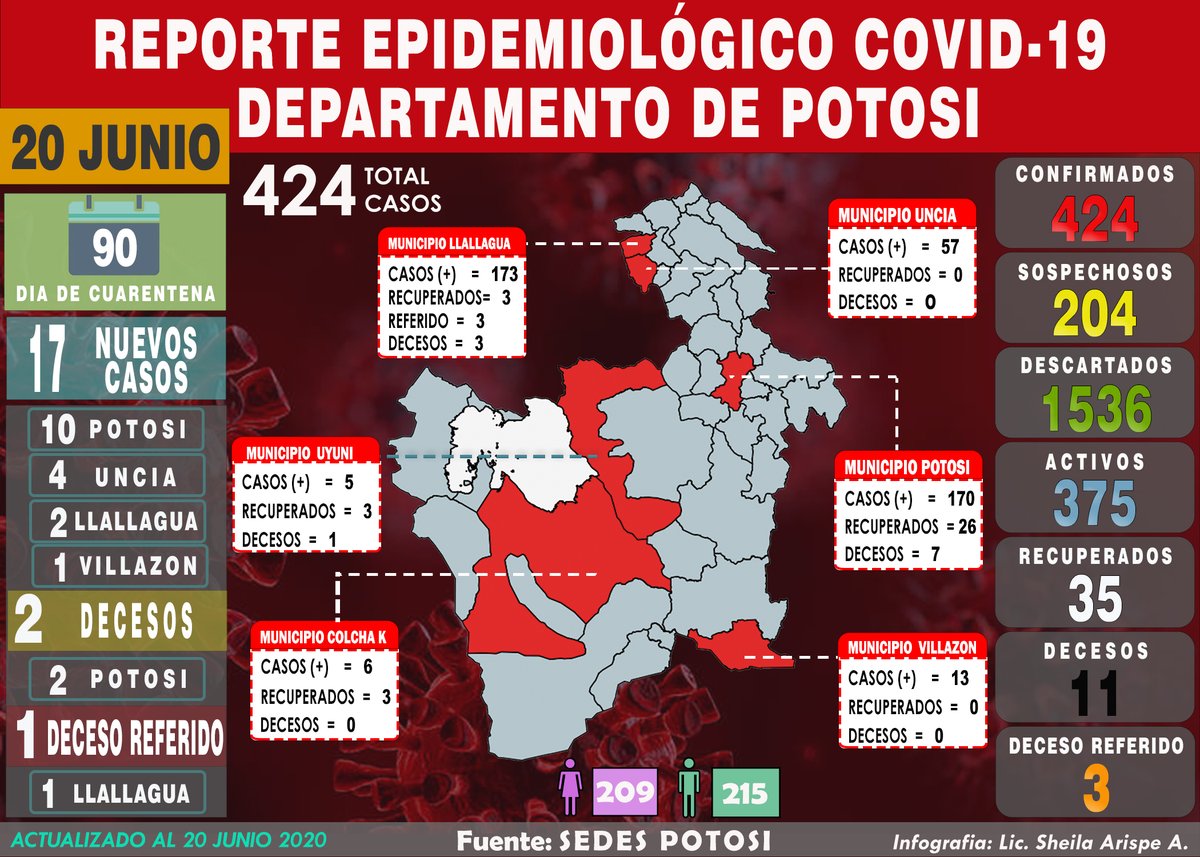 REPORTE EPIDEMIOLÓGICO COVID-19
DEPARTAMENTO DE POTOSI
20 JUNIO
90
DIA DE CUARENTENA
17 NUEVOS
CASOS
10 POTOSI
4 UNCIA
2 LLALLAGUA
1 VILLAZON
2 DECESOS
2 POTOSI
1 DECESO REFERIDO
1 LLALLAGUA
424 TOTAL
CASOS
MUNICIPIO LLALLAGUA
CASOS (+) = 173
RECUPERADOS= 3
REFERIDO = 3
DECESOS = 3
MUNICIPIO UNCIA
CASOS (+) = 57
RECUPERADOS = 0
DECESOS = O
MUNICIPIO UYUNI
CASOS (+) = 5
RECUPERADOS = 3
DECESOS = 1
MUNICIPIO POTOSI
CASOS (+) = 170
RECUPERADOS =26
DECESOS = 7
MUNICIPIO COLCHA K
CASOS (+) = 6
RECUPERADOS = 3
DECESOS = 0
MUNICIPIO VILLAZON
CASOS (+) = 13
RECUPERADOS = 0
DECESOS = 0
209
215
CONFIRMADOS
424
SOSPECHOSOS
204
DESCARTADOS
1536
ACTIVOS
375
RECUPERADOS
35
DECESOS
11
DECESO REFERIDO
3
ACTUALIZADO AL 20 JUNIO 2020
Fuente: SEDES POTOSI
Infografia: Lic. Sheila Arispe A.